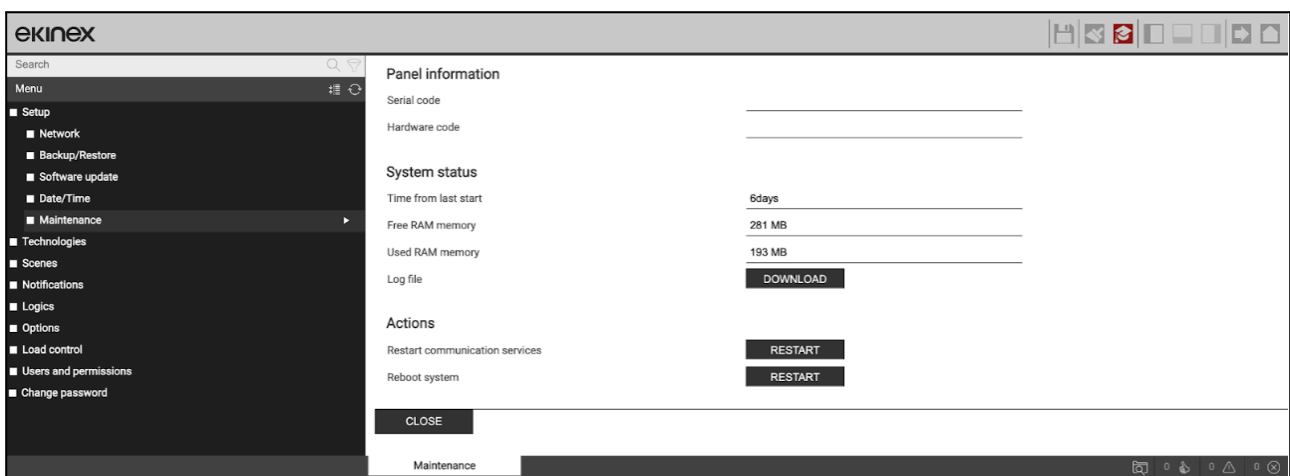 ekinex
Search
Menu
Setup
Network
Backup/Restore
Software update
Date/Time
Maintenance
Technologies
Scenes
Notifications
Logics
Options
Load control
Users and permissions
Change password
Panel information
Serial code
Hardware code
System status
Time from last start 6days
Free RAM memory 281 MB
Used RAM memory 193 MB
Log file DOWNLOAD
Actions
Restart communication services RESTART
Reboot system RESTART
CLOSE
Maintenance
0 0 0